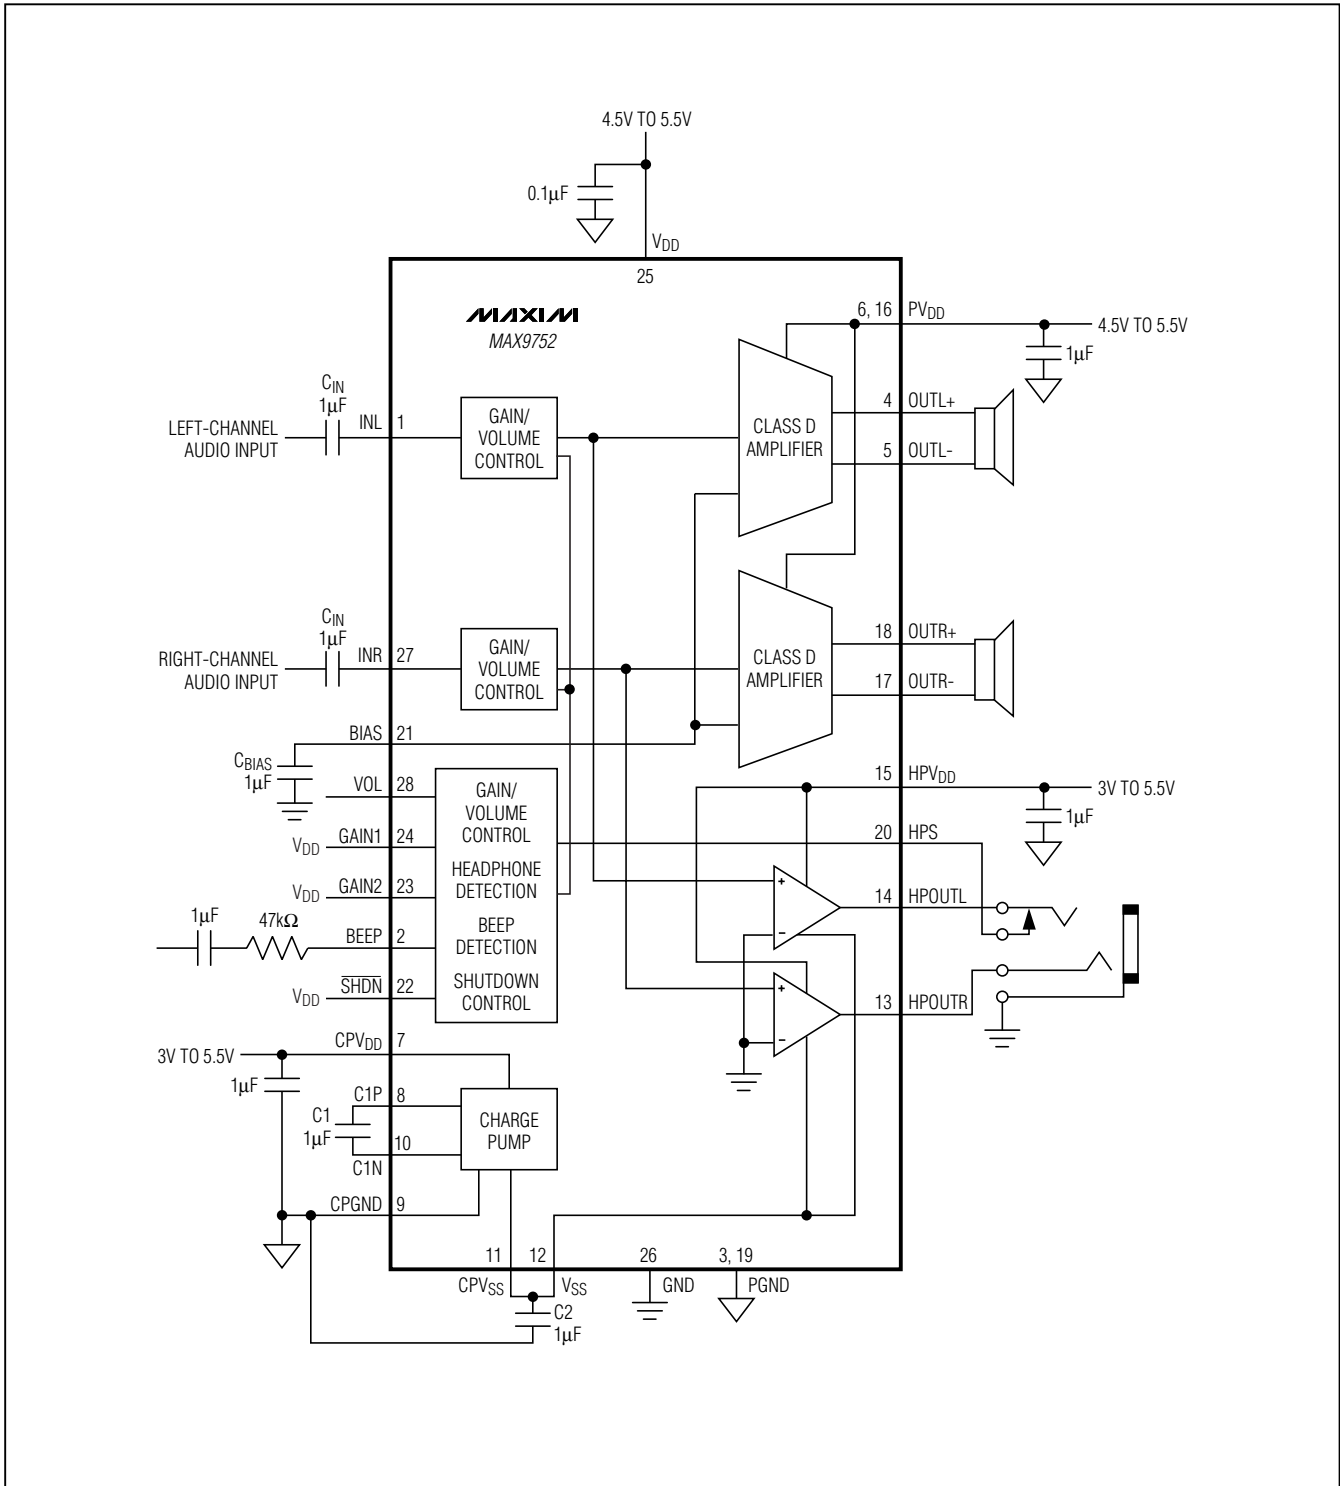 4.5V TO 5.5V
0.1µF
VDD
25
MAXIM
MAX9752
6, 16
PVDD
4.5V TO 5.5V
1µF
CIN
1µF
LEFT-CHANNEL
AUDIO INPUT
INL
1
GAIN/
VOLUME
CONTROL
CLASS D
AMPLIFIER
4
OUTL+
5
OUTL-
CIN
1µF
RIGHT-CHANNEL
AUDIO INPUT
INR
27
GAIN/
VOLUME
CONTROL
CLASS D
AMPLIFIER
18
OUTR+
17
OUTR-
BIAS
21
CBIAS
1µF
VOL
28
VDD
GAIN1
24
VDD
GAIN2
23
1µF
47kΩ
BEEP
2
VDD
SHDN
22
GAIN/
VOLUME
CONTROL
HEADPHONE
DETECTION
BEEP
DETECTION
SHUTDOWN
CONTROL
15
HPVDD
3V TO 5.5V
1µF
20
HPS
+
−
14
HPOUTL
+
−
13
HPOUTR
3V TO 5.5V
CPVDD
7
1µF
C1P
8
C1
1µF
10
C1N
CHARGE
PUMP
CPGND
9
11
12
26
3, 19
CPVSS
VSS
GND
PGND
C2
1µF